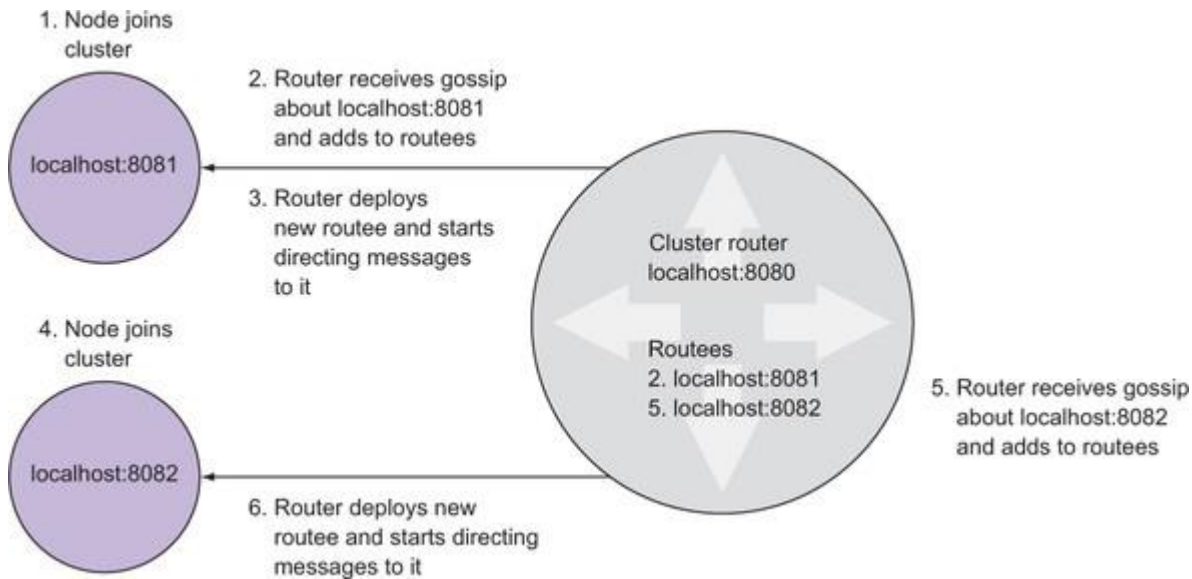 1. Node joins
cluster
localhost:8081
2. Router receives gossip
about localhost:8081
and adds to routees
3. Router deploys
new routee and starts
directing messages
to it
4. Node joins
cluster
localhost:8082
Cluster router
localhost:8080
Routees
2. localhost:8081
5. localhost:8082
5. Router receives gossip
about localhost:8082
and adds to routees
6. Router deploys new
routee and starts directing
messages to it